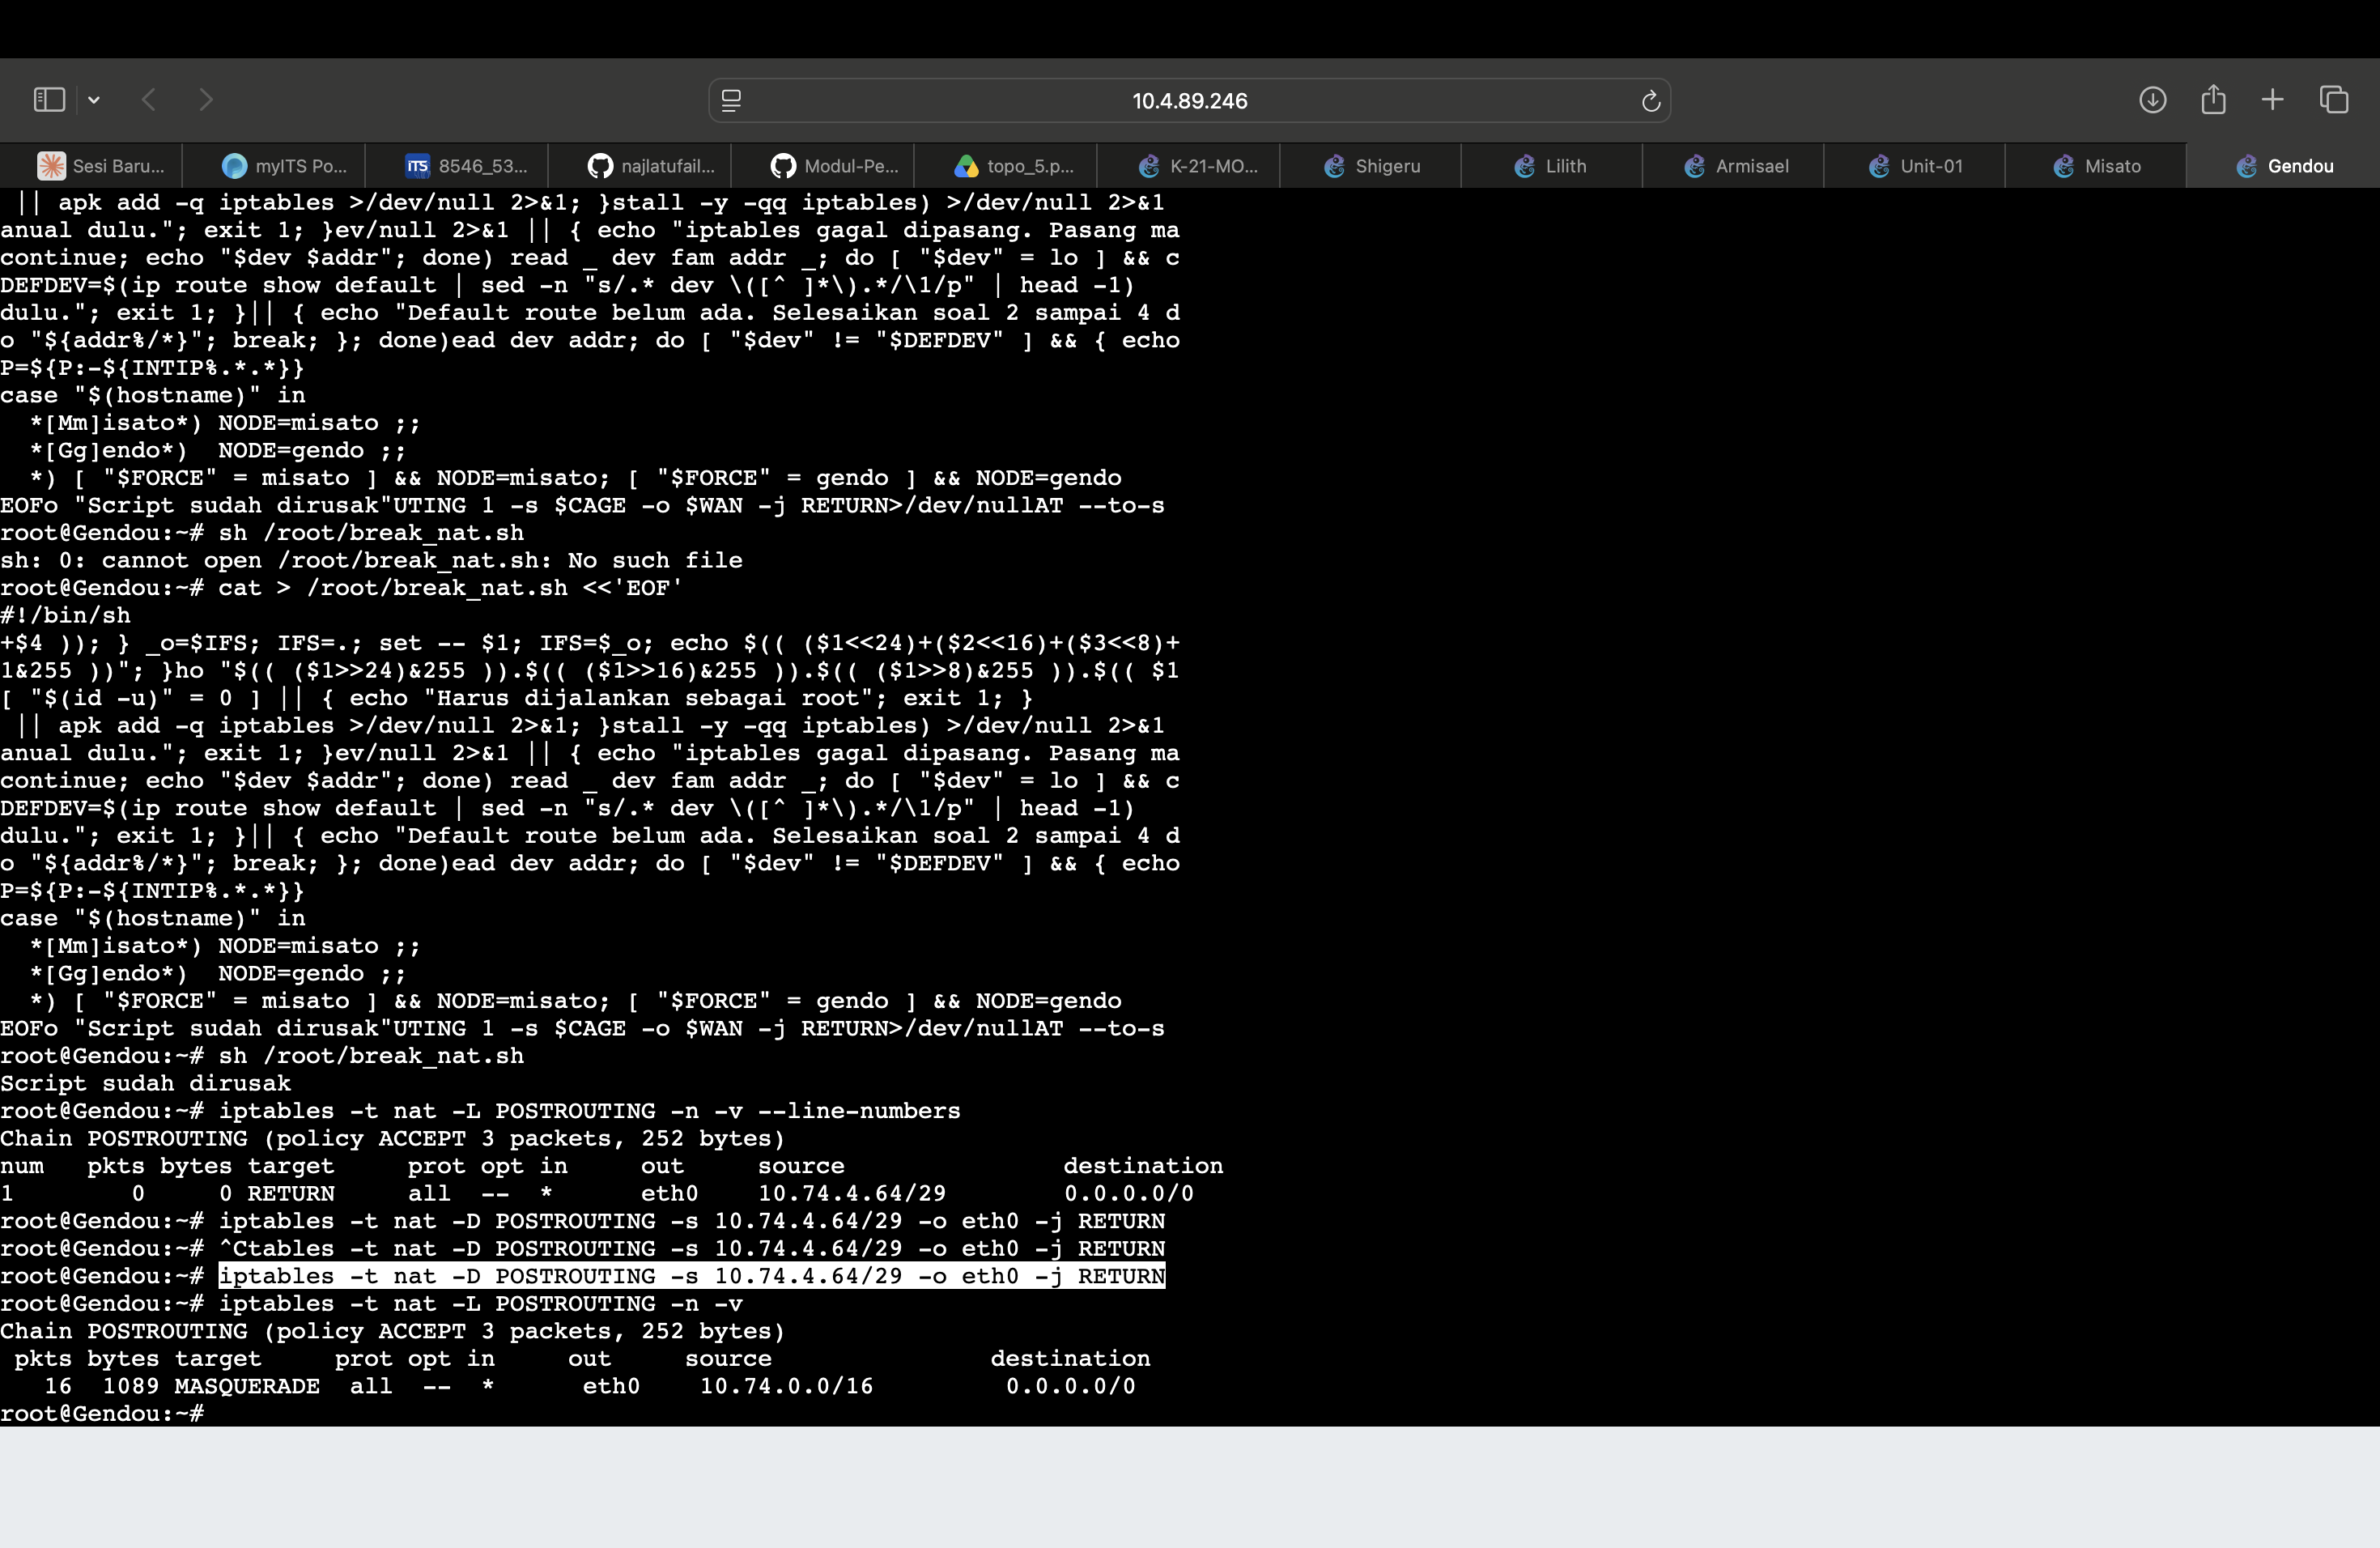 10.4.89.246
Sesi Baru...
myITS Po...
ITS
8546_53...
najlatufail...
Modul-Pe...
topo_5.p...
K-21-MO...
Shigeru
Lilith
Armisael
Unit-01
Misato
Gendou
 || apk add -q iptables >/dev/null 2>&1; }stall -y -qq iptables) >/dev/null 2>&1
anual dulu."; exit 1; }ev/null 2>&1 || { echo "iptables gagal dipasang. Pasang ma
continue; echo "$dev $addr"; done) read _ dev fam addr _; do [ "$dev" = lo ] && c
DEFDEV=$(ip route show default | sed -n "s/.* dev \([^ ]*\).*/\1/p" | head -1)
dulu."; exit 1; }|| { echo "Default route belum ada. Selesaikan soal 2 sampai 4 d
o "${addr%/*}"; break; }; done)ead dev addr; do [ "$dev" != "$DEFDEV" ] && { echo
P=${P:-${INTIP%.*.*}}
case "$(hostname)" in
  *[Mm]isato*) NODE=misato ;;
  *[Gg]endo*)  NODE=gendo ;;
  *) [ "$FORCE" = misato ] && NODE=misato; [ "$FORCE" = gendo ] && NODE=gendo
EOFo "Script sudah dirusak"UTING 1 -s $CAGE -o $WAN -j RETURN>/dev/nullAT --to-s
root@Gendou:~# sh /root/break_nat.sh
sh: 0: cannot open /root/break_nat.sh: No such file
root@Gendou:~# cat > /root/break_nat.sh <<'EOF'
#!/bin/sh
+$4 )); } _o=$IFS; IFS=.; set -- $1; IFS=$_o; echo $(( ($1<<24)+($2<<16)+($3<<8)+
1&255 ))"; }ho "$(( ($1>>24)&255 )).$(( ($1>>16)&255 )).$(( ($1>>8)&255 )).$(( $1
[ "$(id -u)" = 0 ] || { echo "Harus dijalankan sebagai root"; exit 1; }
 || apk add -q iptables >/dev/null 2>&1; }stall -y -qq iptables) >/dev/null 2>&1
anual dulu."; exit 1; }ev/null 2>&1 || { echo "iptables gagal dipasang. Pasang ma
continue; echo "$dev $addr"; done) read _ dev fam addr _; do [ "$dev" = lo ] && c
DEFDEV=$(ip route show default | sed -n "s/.* dev \([^ ]*\).*/\1/p" | head -1)
dulu."; exit 1; }|| { echo "Default route belum ada. Selesaikan soal 2 sampai 4 d
o "${addr%/*}"; break; }; done)ead dev addr; do [ "$dev" != "$DEFDEV" ] && { echo
P=${P:-${INTIP%.*.*}}
case "$(hostname)" in
  *[Mm]isato*) NODE=misato ;;
  *[Gg]endo*)  NODE=gendo ;;
  *) [ "$FORCE" = misato ] && NODE=misato; [ "$FORCE" = gendo ] && NODE=gendo
EOFo "Script sudah dirusak"UTING 1 -s $CAGE -o $WAN -j RETURN>/dev/nullAT --to-s
root@Gendou:~# sh /root/break_nat.sh
Script sudah dirusak
root@Gendou:~# iptables -t nat -L POSTROUTING -n -v --line-numbers
Chain POSTROUTING (policy ACCEPT 3 packets, 252 bytes)
num   pkts bytes target     prot opt in     out     source               destination
1        0     0 RETURN     all  --  *      eth0    10.74.4.64/29        0.0.0.0/0
root@Gendou:~# iptables -t nat -D POSTROUTING -s 10.74.4.64/29 -o eth0 -j RETURN
root@Gendou:~# ^Ctables -t nat -D POSTROUTING -s 10.74.4.64/29 -o eth0 -j RETURN
root@Gendou:~# iptables -t nat -D POSTROUTING -s 10.74.4.64/29 -o eth0 -j RETURN
root@Gendou:~# iptables -t nat -L POSTROUTING -n -v
Chain POSTROUTING (policy ACCEPT 3 packets, 252 bytes)
 pkts bytes target     prot opt in     out     source               destination
   16  1089 MASQUERADE  all  --  *      eth0    10.74.0.0/16         0.0.0.0/0
root@Gendou:~#